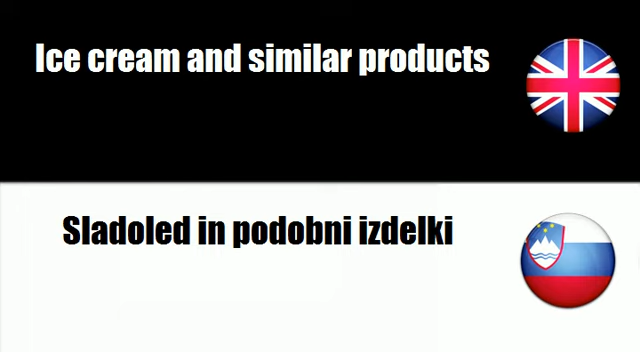 Ice cream and similar products
Sladoled in podobni izdelki